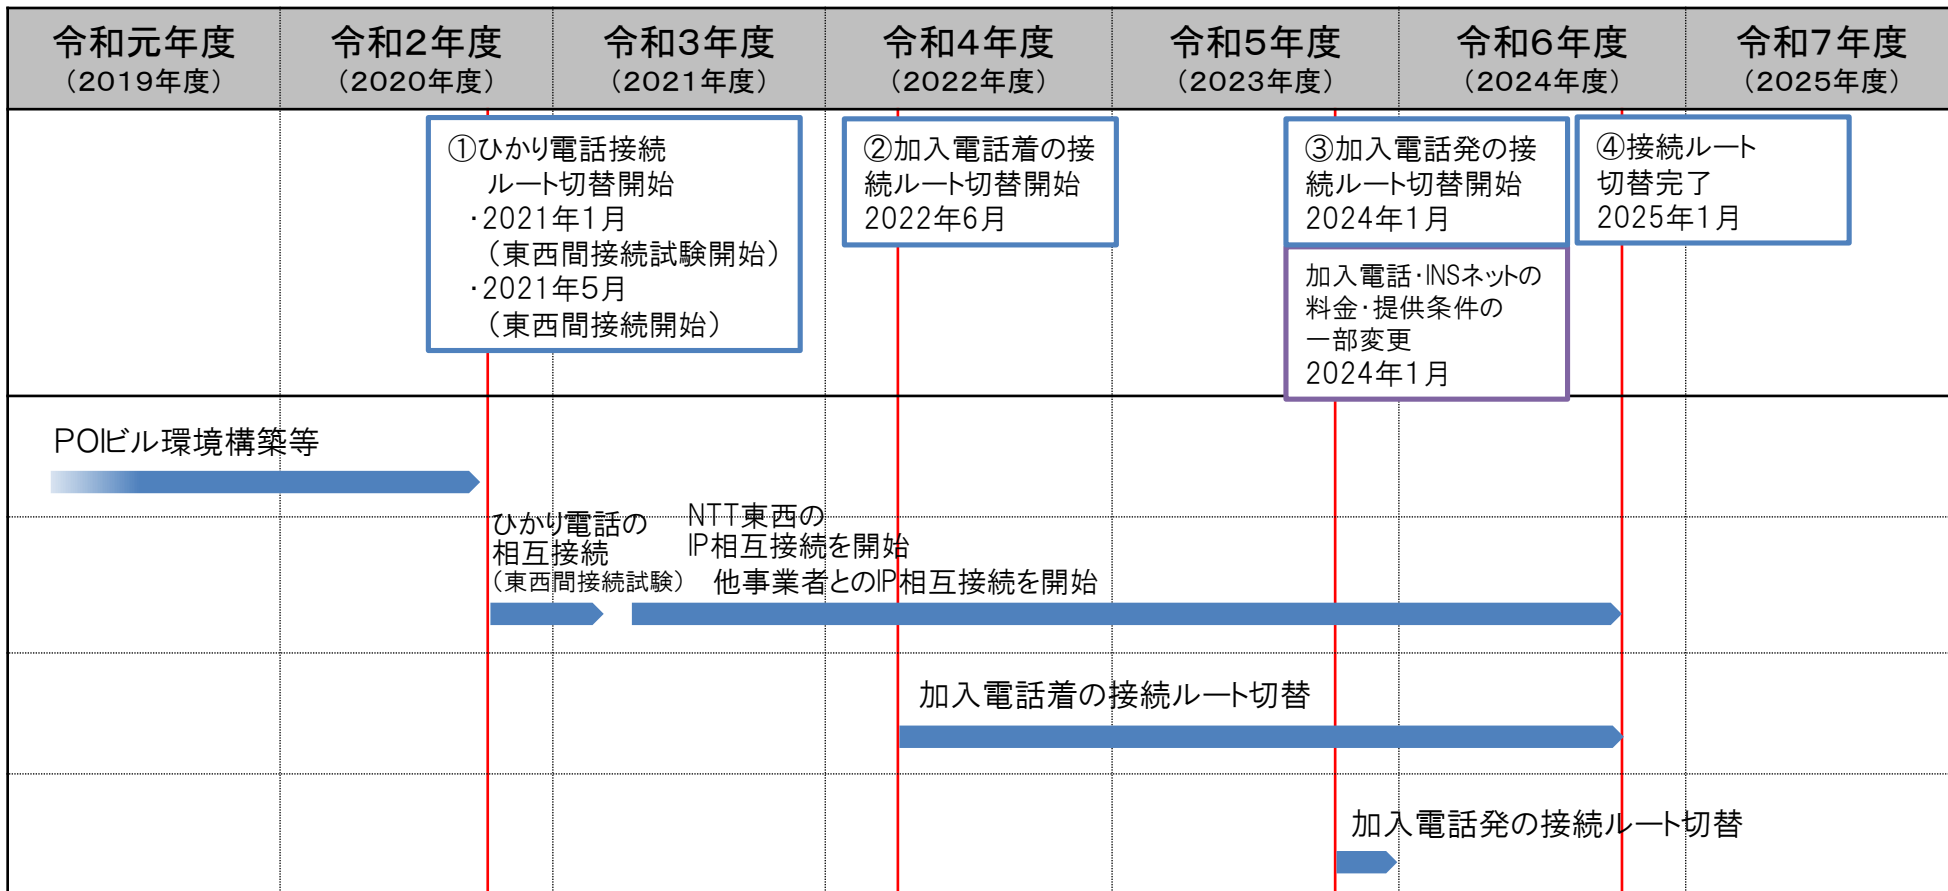 令和元年度
（2019年度）
令和2年度
（2020年度）
令和3年度
（2021年度）
令和4年度
（2022年度）
令和5年度
（2023年度）
令和6年度
（2024年度）
令和7年度
（2025年度）
①ひかり電話接続
ルート切替開始
・2021年1月
（東西間接続試験開始）
・2021年5月
（東西間接続開始）
②加入電話着の接
続ルート切替開始
2022年6月
③加入電話発の接
続ルート切替開始
2024年1月
加入電話・INSネットの
料金・提供条件の
一部変更
2024年1月
④接続ルート
切替完了
2025年1月
POIビル環境構築等
ひかり電話の
相互接続
（東西間接続試験）
NTT東西の
IP相互接続を開始
他事業者とのIP相互接続を開始
加入電話着の接続ルート切替
加入電話発の接続ルート切替